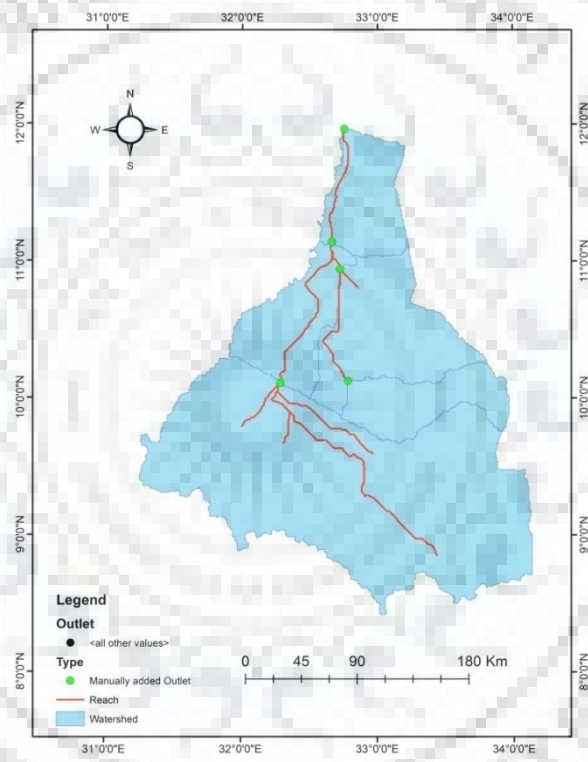 31°0'0"E 32°0'0"E 33°0'0"E 34°0'0"E
N
W E
S
12°0'0"N 12°0'0"N
11°0'0"N 11°0'0"N
10°0'0"N 10°0'0"N
9°0'0"N 9°0'0"N
8°0'0"N 8°0'0"N
Legend
Outlet
<all other values>
Type
Manually added Outlet
Reach
Watershed
0 45 90 180 Km
31°0'0"E 32°0'0"E 33°0'0"E 34°0'0"E